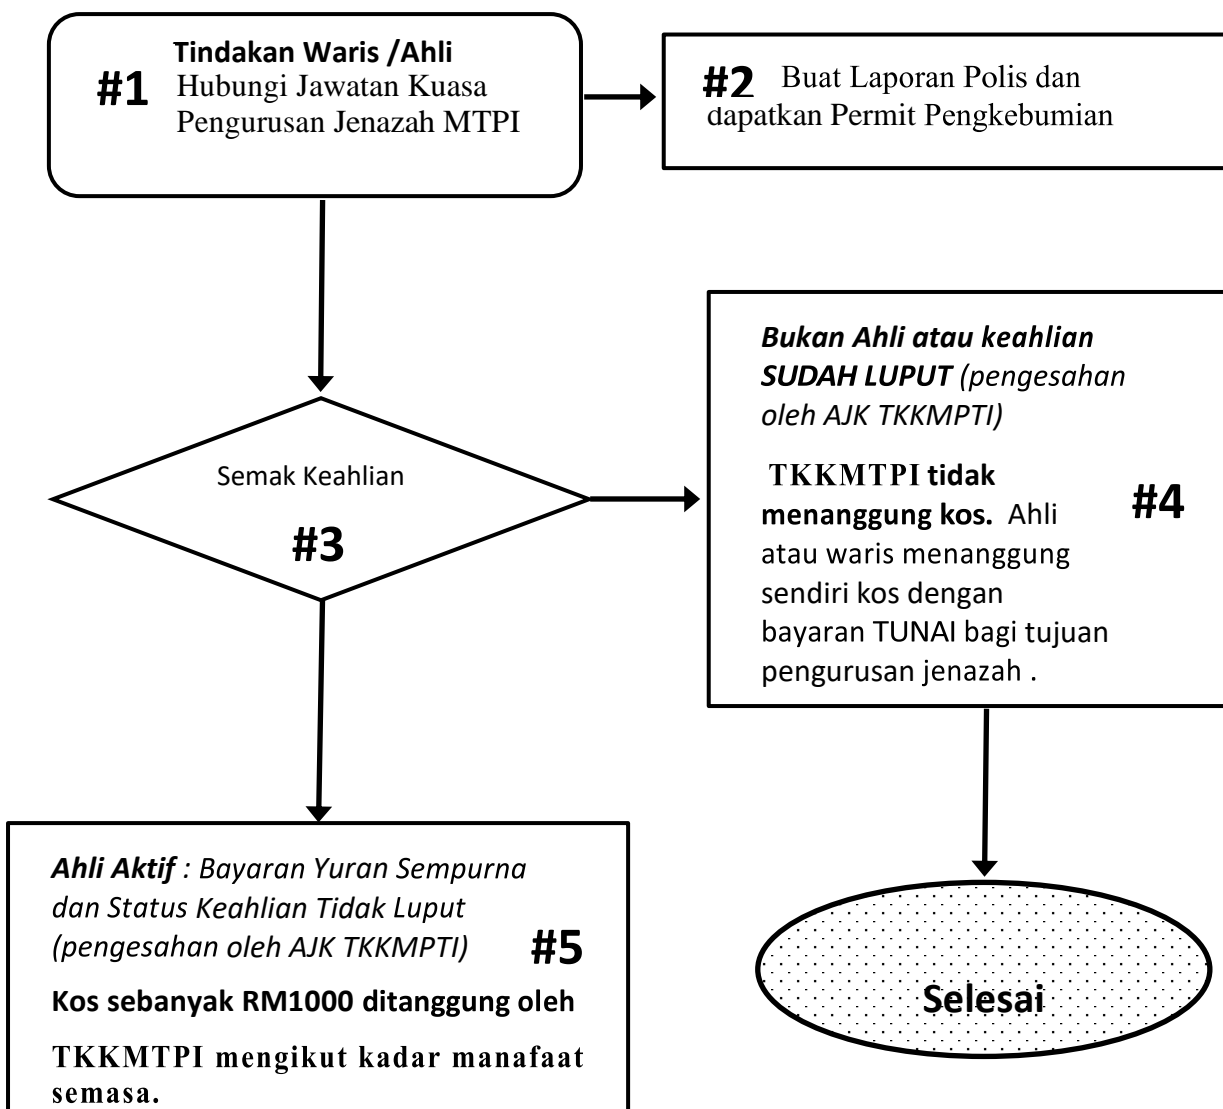 Tindakan Waris /Ahli
#1 Hubungi Jawatan Kuasa
Pengurusan Jenazah MTPI
#2 Buat Laporan Polis dan
dapatkan Permit Pengkebumian
Semak Keahlian
#3
Bukan Ahli atau keahlian
SUDAH LUPUT (pengesahan
oleh AJK TKKMPTI)
TKKMTPI tidak
menanggung kos. Ahli
#4
atau waris menanggung
sendiri kos dengan
bayaran TUNAI bagi tujuan
pengurusan jenazah .
Ahli Aktif : Bayaran Yuran Sempurna
dan Status Keahlian Tidak Luput
(pengesahan oleh AJK TKKMPTI) #5
Kos sebanyak RM1000 ditanggung oleh
TKKMTPI mengikut kadar manafaat
semasa.
Selesai